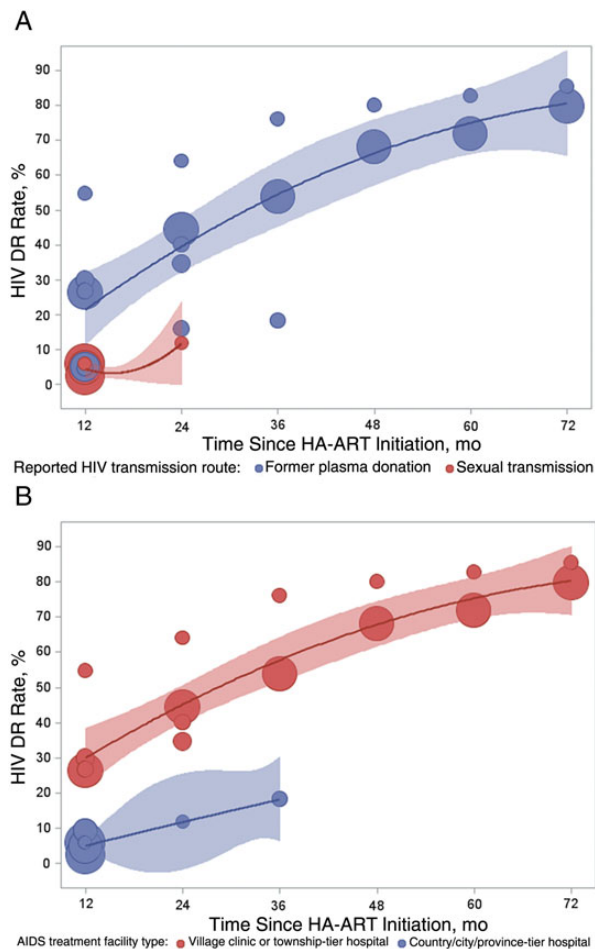 A
HIV DR Rate, %
90
80
70
60
50
40
30
20
10
0
12 24 36 48 60 72
Time Since HA-ART Initiation, mo
Reported HIV transmission route: Former plasma donation Sexual transmission
B
HIV DR Rate, %
90
80
70
60
50
40
30
20
10
0
12 24 36 48 60 72
Time Since HA-ART Initiation, mo
AIDS treatment facility type: Village clinic or township-tier hospital Country/city/province-tier hospital